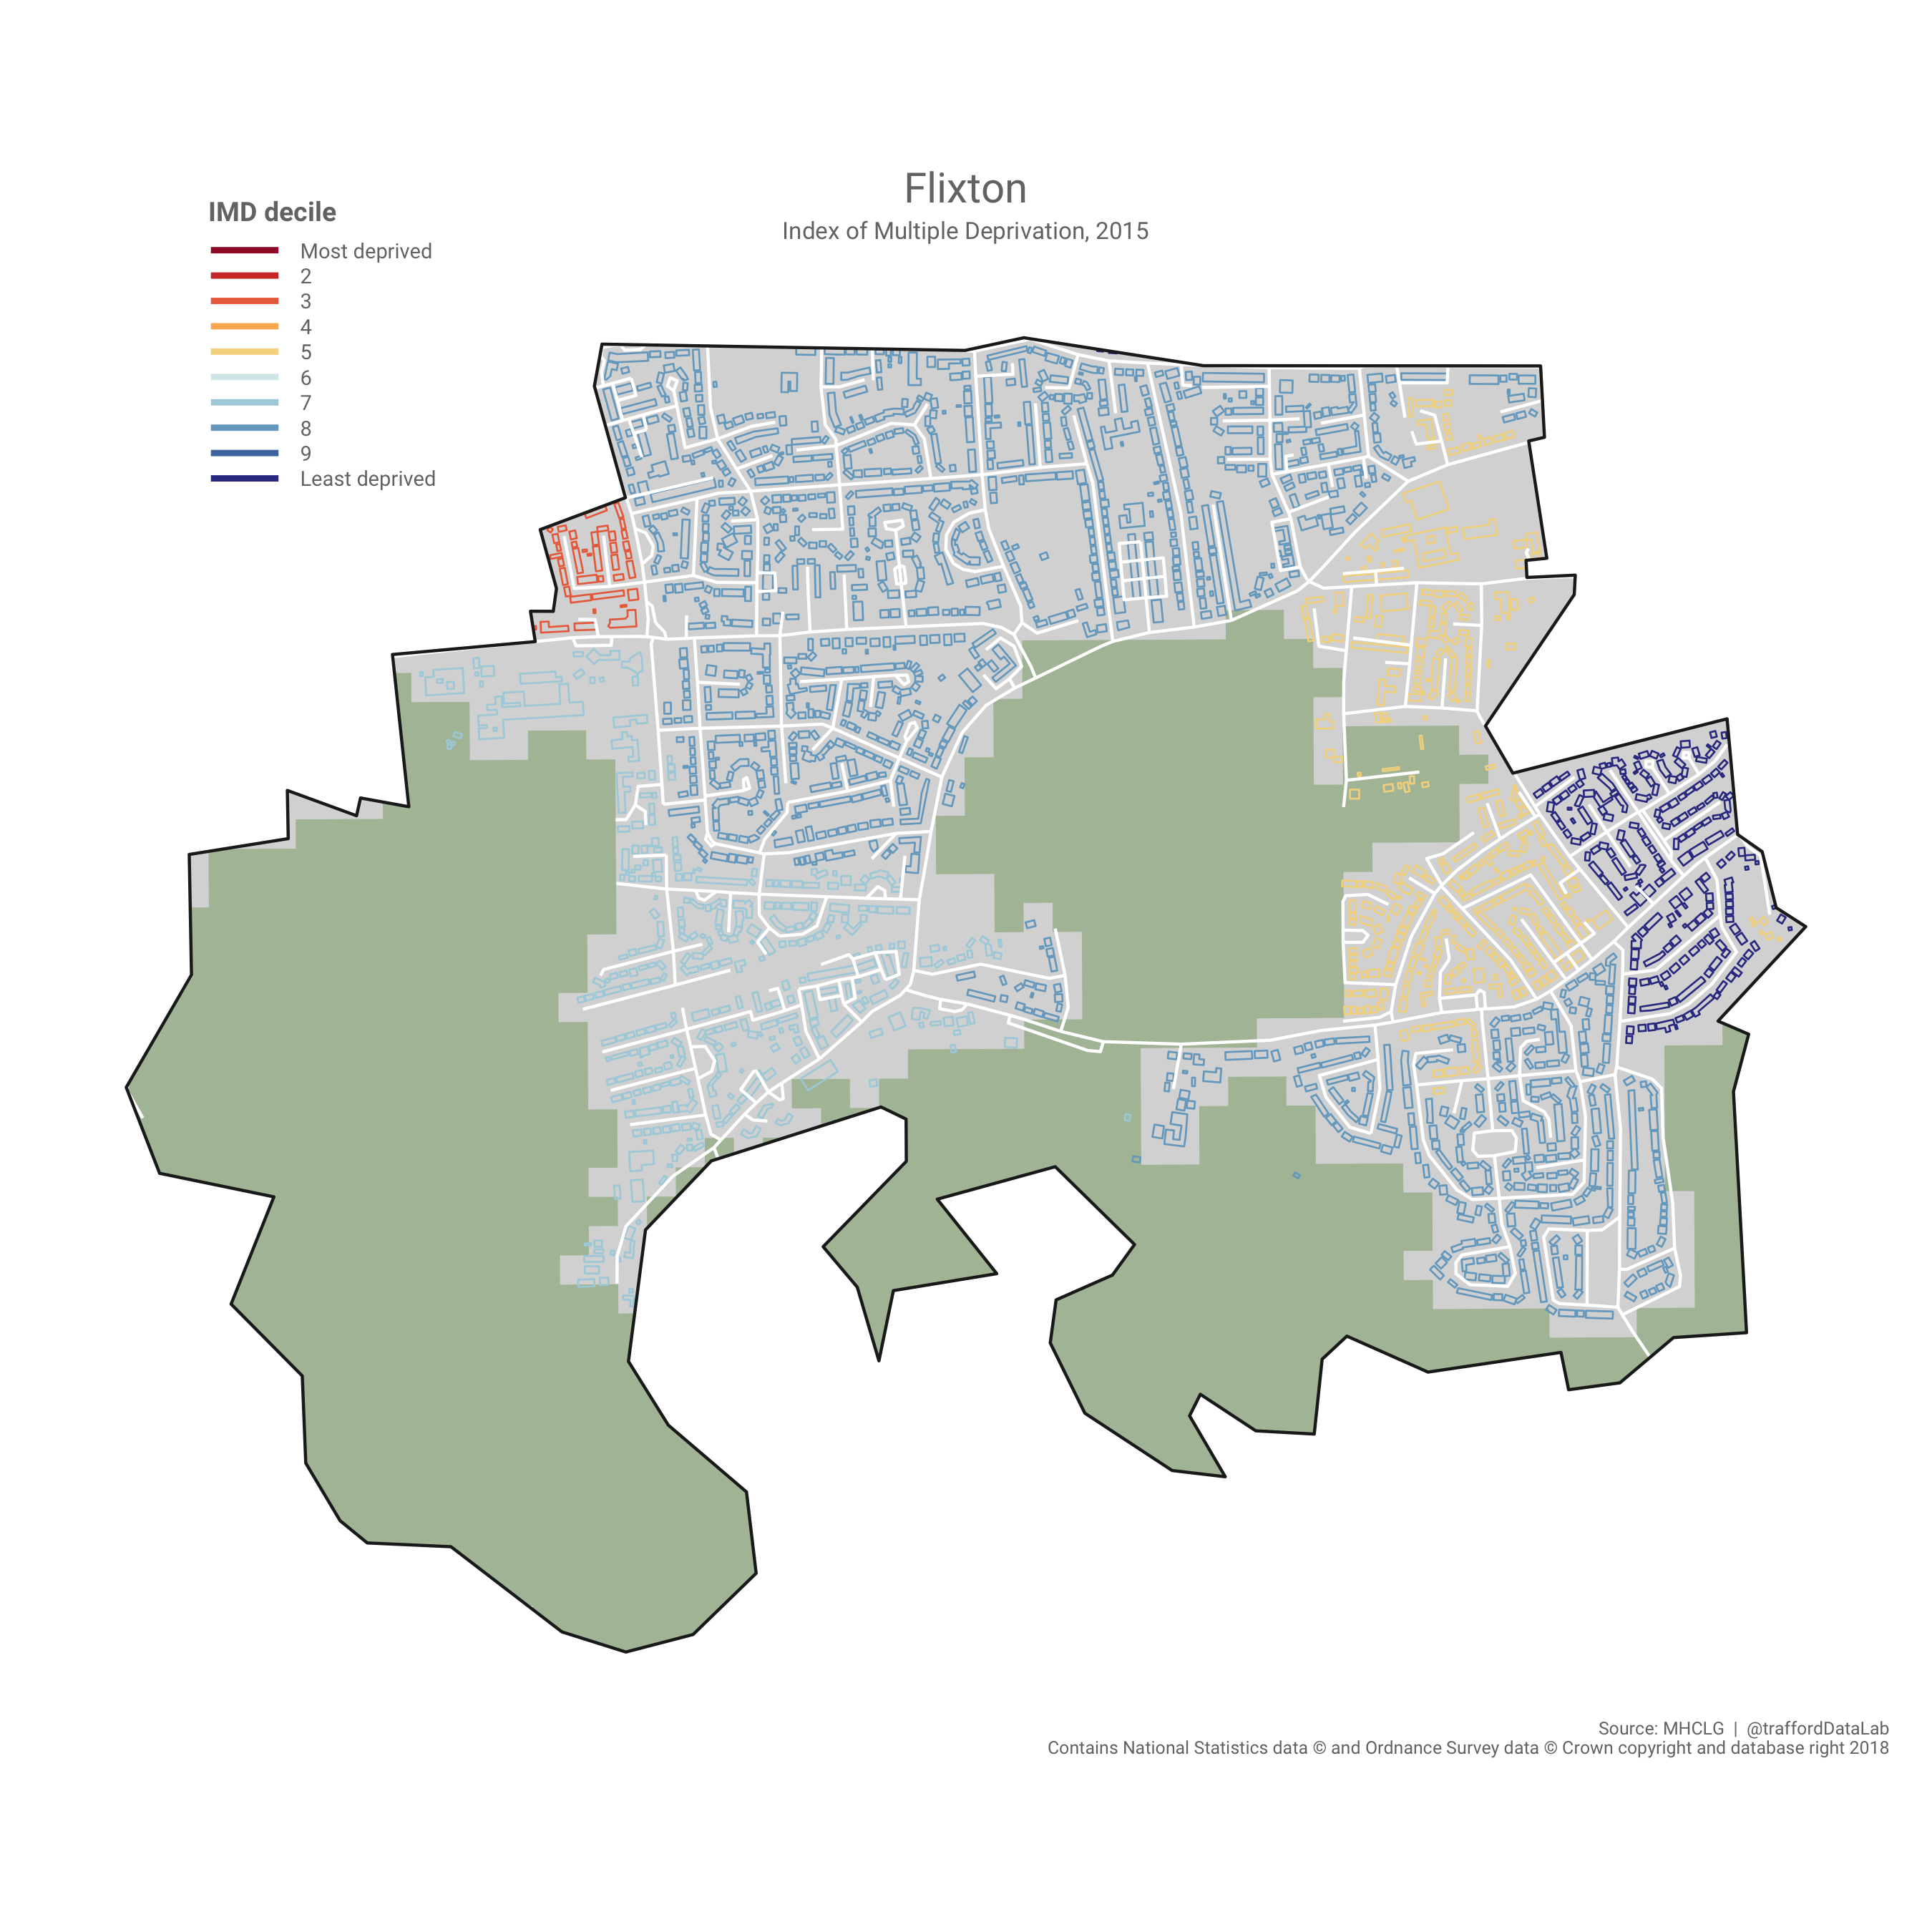 Flixton
Index of Multiple Deprivation, 2015
IMD decile
Most deprived
2
3
4
5
6
7
8
9
Least deprived
Source: MHCLG | @traffordDataLab
Contains National Statistics data © and Ordnance Survey data © Crown copyright and database right 2018